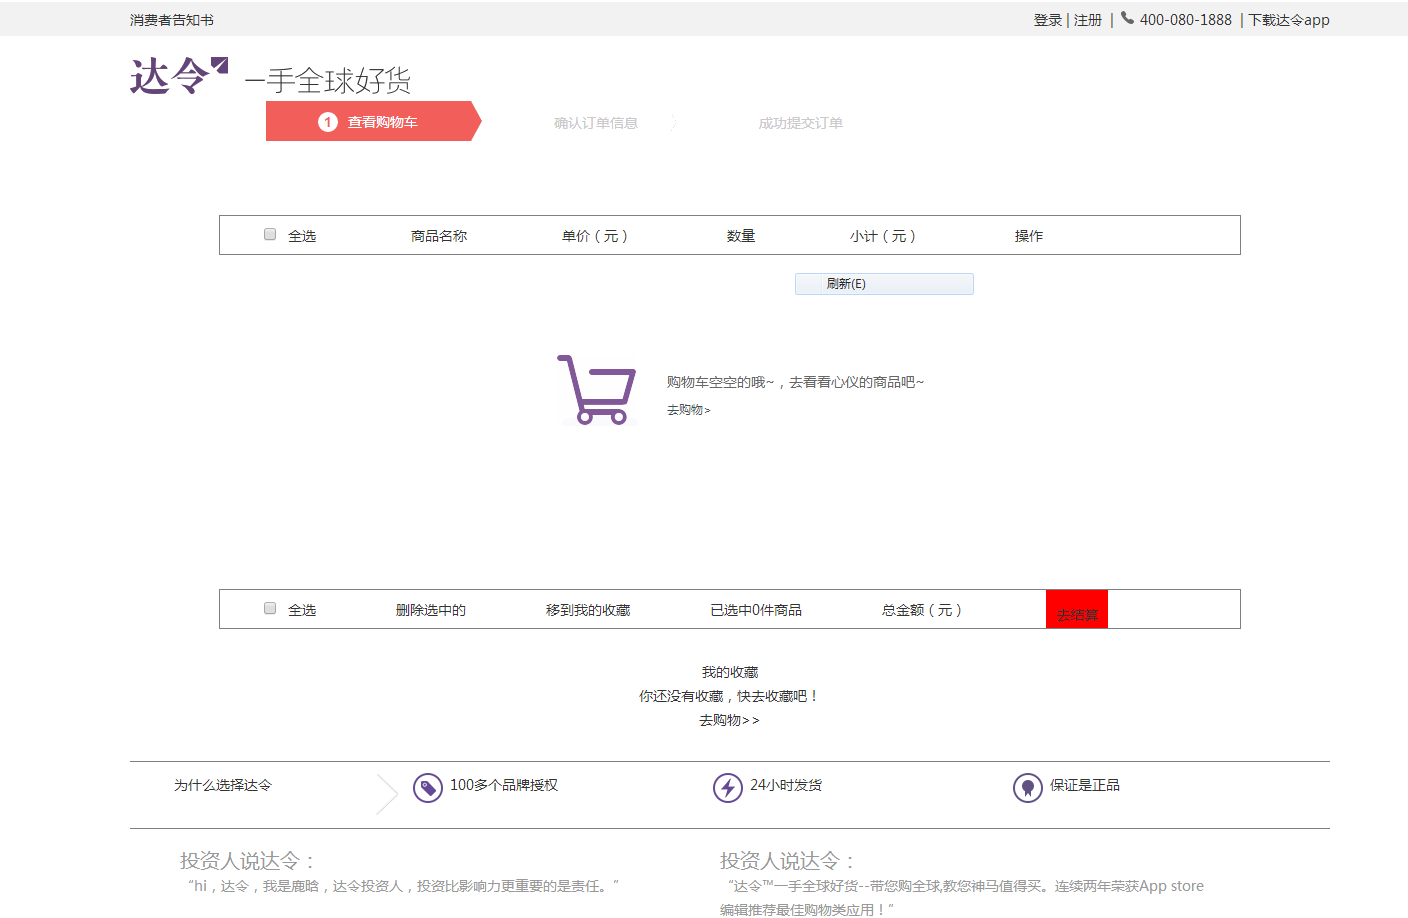 消费者告知书
登录 | 注册 | 400-080-1888 | 下载达令app
达令 一手全球好货
1 查看购物车 确认订单信息 成功提交订单
全选 商品名称 单价（元） 数量 小计（元） 操作
刷新(E)
购物车空空的哦~，去看看心仪的商品吧~
去购物>
全选 删除选中的 移到我的收藏 已选中0件商品 总金额（元） 去结算
我的收藏
你还没有收藏，快去收藏吧！
去购物>>
为什么选择达令 100多个品牌授权 24小时发货 保证是正品
投资人说达令：
“hi，达令，我是鹿晗，达令投资人，投资比影响力更重要的是责任。”
投资人说达令：
“达令™一手全球好货--带您购全球,教您神马值得买。连续两年荣获App store
编辑推荐最佳购物类应用！”